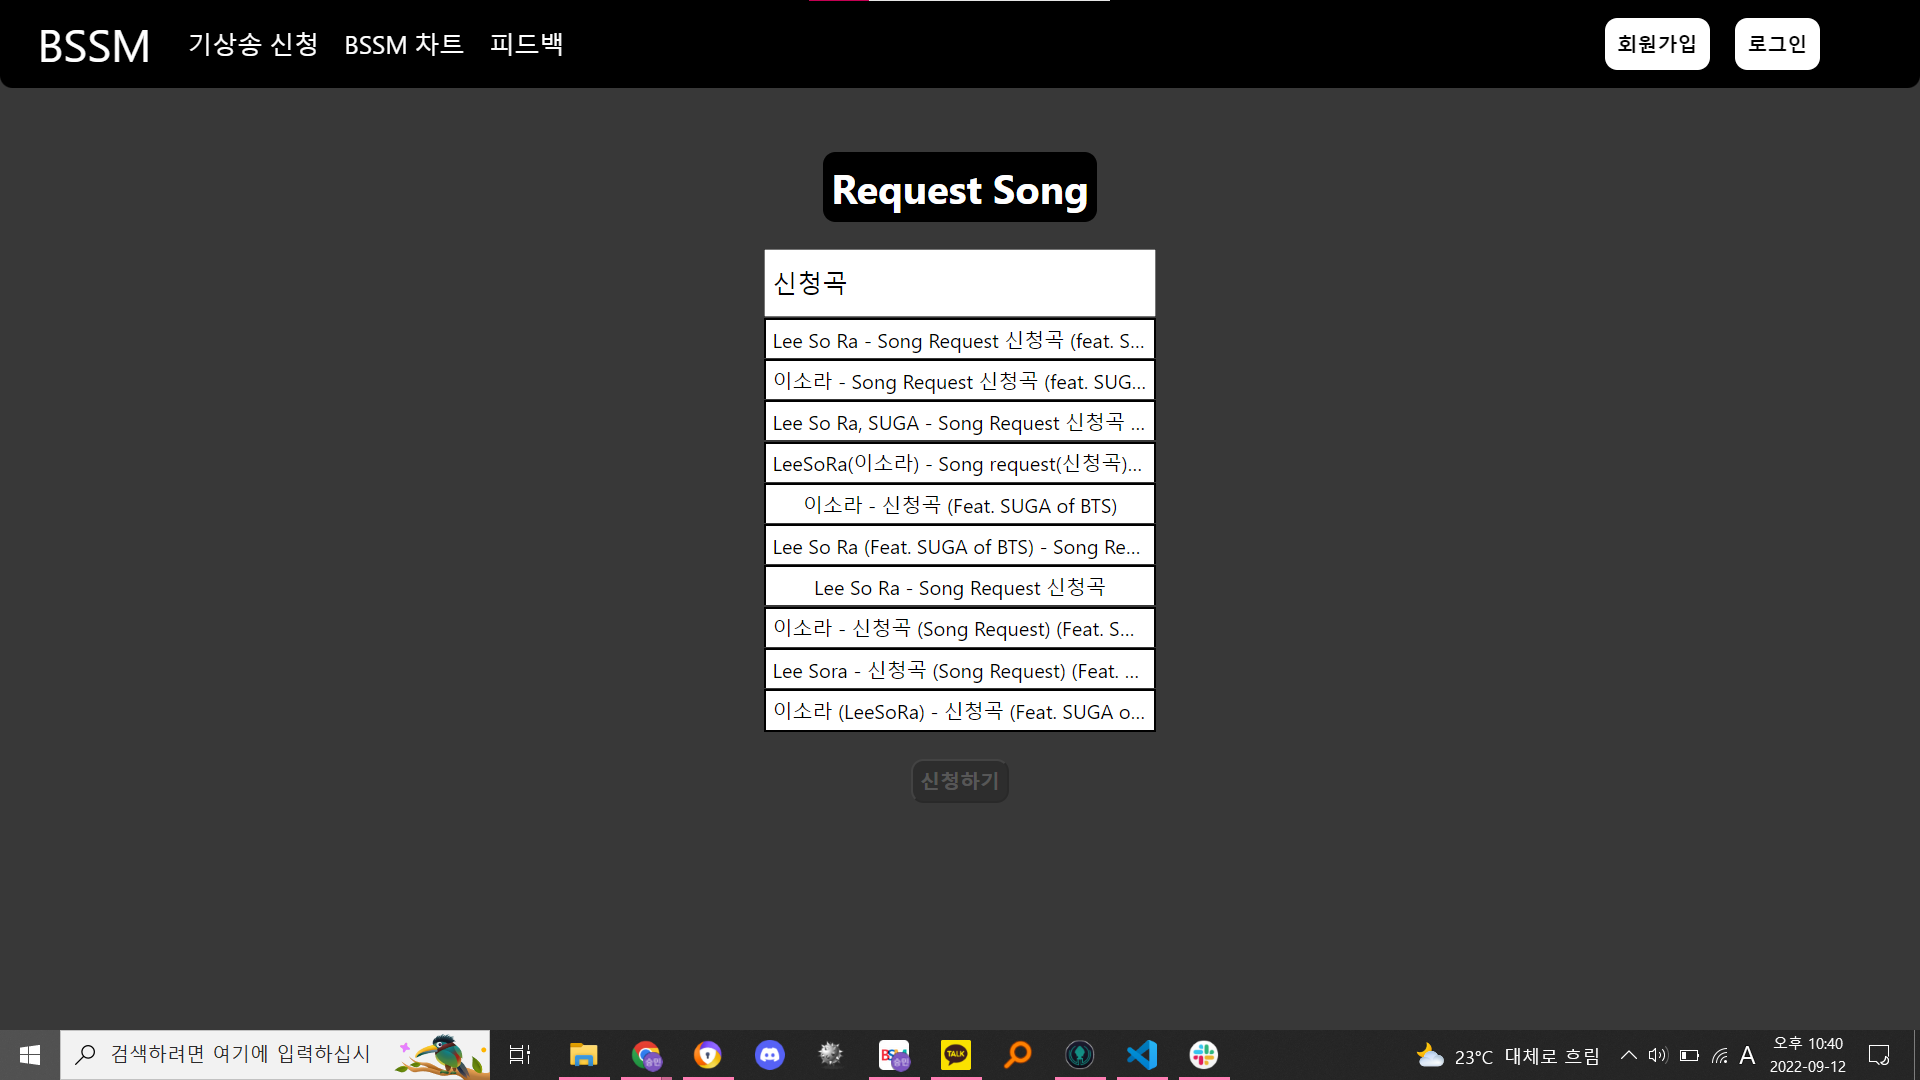 BSSM 기상송 신청 BSSM 차트 피드백 회원가입 로그인
Request Song
신청곡
Lee So Ra - Song Request 신청곡 (feat. S...
이소라 - Song Request 신청곡 (feat. SUG...
Lee So Ra, SUGA - Song Request 신청곡 ...
LeeSoRa(이소라) - Song request(신청곡)...
이소라 - 신청곡 (Feat. SUGA of BTS)
Lee So Ra (Feat. SUGA of BTS) - Song Re...
Lee So Ra - Song Request 신청곡
이소라 - 신청곡 (Song Request) (Feat. S...
Lee Sora - 신청곡 (Song Request) (Feat. ...
이소라 (LeeSoRa) - 신청곡 (Feat. SUGA o...
신청하기
검색하려면 여기에 입력하십시
승민
BS
승민
TALK
23°C 대체로 흐림
A
오후 10:40
2022-09-12